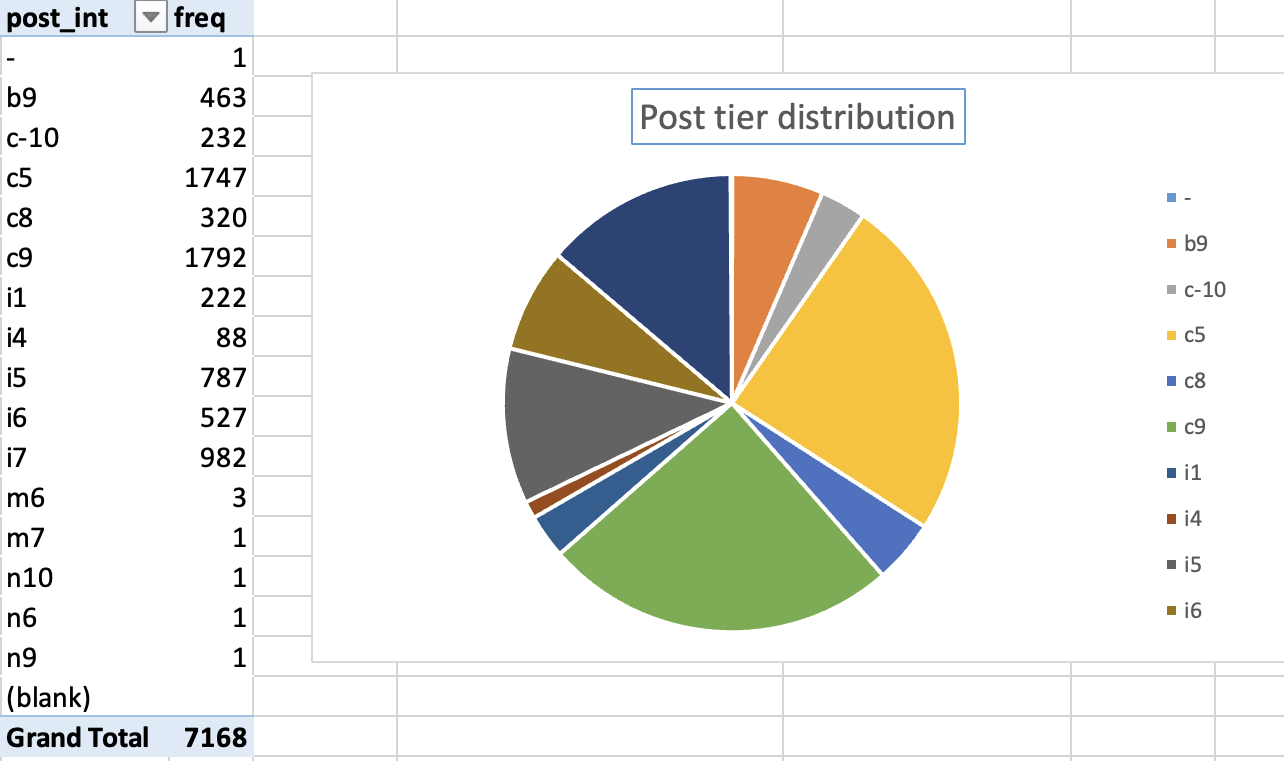 post_int freq
- 1
b9 463
c-10 232
c5 1747
c8 320
c9 1792
i1 222
i4 88
i5 787
i6 527
i7 982
m6 3
m7 1
n10 1
n6 1
n9 1
(blank)
Grand Total 7168
Post tier distribution
-
b9
c-10
c5
c8
c9
i1
i4
i5
i6